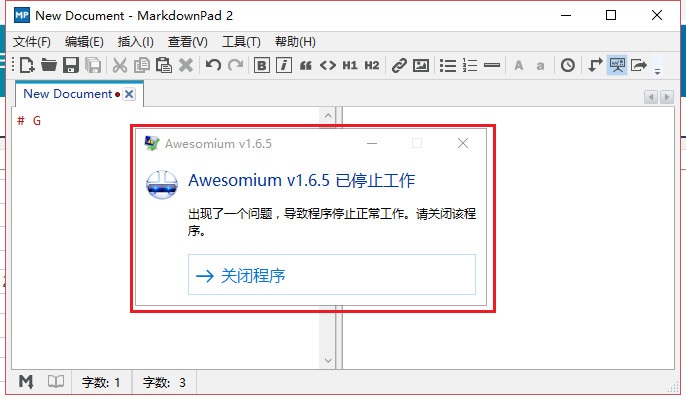 MP New Document - MarkdownPad 2
文件(F) 编辑(E) 插入(I) 查看(V) 工具(T) 帮助(H)
B i “ <> H1 H2 A a
New Document
# G
Awesomium v1.6.5
Awesomium v1.6.5 已停止工作
出现了一个问题，导致程序停止正常工作。请关闭该程
序。
→ 关闭程序
M 字数: 1 字数: 3